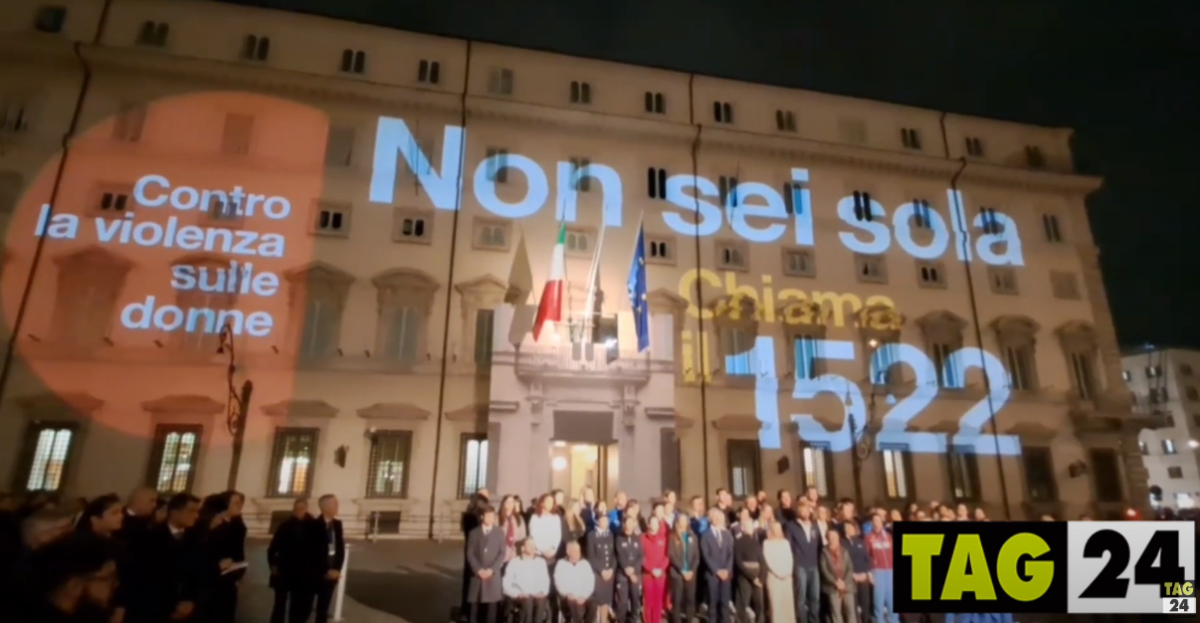 Contro
la violenza
sulle
donne
Non sei sola
Chiama
il 1522
TAG 24
TAG
24